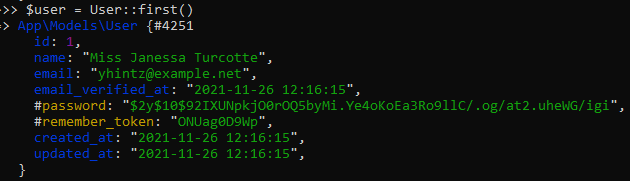 >>> $user = User::first()
=> App\Models\User {#4251
id: 1,
name: "Miss Janessa Turcotte",
email: "yhintz@example.net",
email_verified_at: "2021-11-26 12:16:15",
#password: "$2y$10$92IXUNpkjO0rOQ5byMi.Ye4oKoEa3Ro9llC/.og/at2.uheWG/igi",
#remember_token: "ONUag0D9Wp",
created_at: "2021-11-26 12:16:15",
updated_at: "2021-11-26 12:16:15",
}